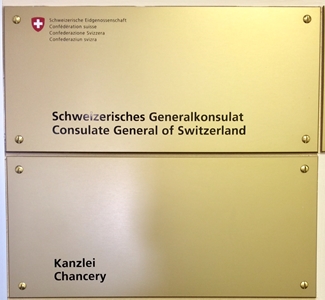 Schweizerische Eidgenossenschaft
Confédération suisse
Confederazione Svizzera
Confederaziun svizra
Schweizerisches Generalkonsulat
Consulate General of Switzerland
Kanzlei
Chancery